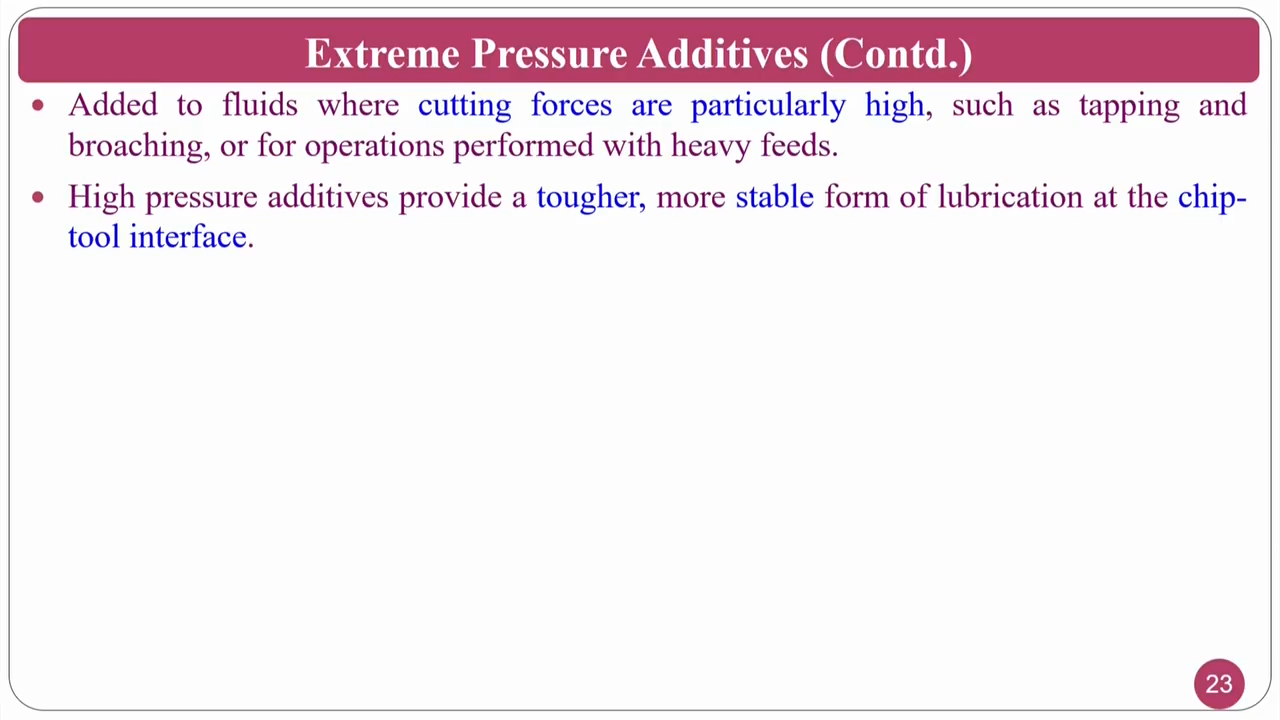 Extreme Pressure Additives (Contd.)
• Added to fluids where cutting forces are particularly high, such as tapping and
broaching, or for operations performed with heavy feeds.
• High pressure additives provide a tougher, more stable form of lubrication at the chip-
tool interface.
23